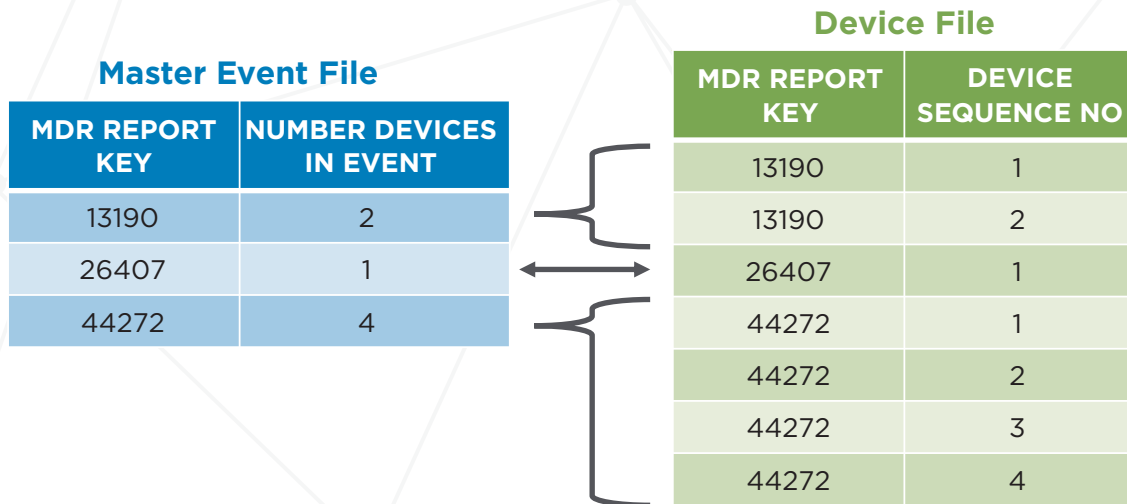 Master Event File
MDR REPORT KEY NUMBER DEVICES IN EVENT
13190 2
26407 1
44272 4
Device File
MDR REPORT KEY DEVICE SEQUENCE NO
13190 1
13190 2
26407 1
44272 1
44272 2
44272 3
44272 4